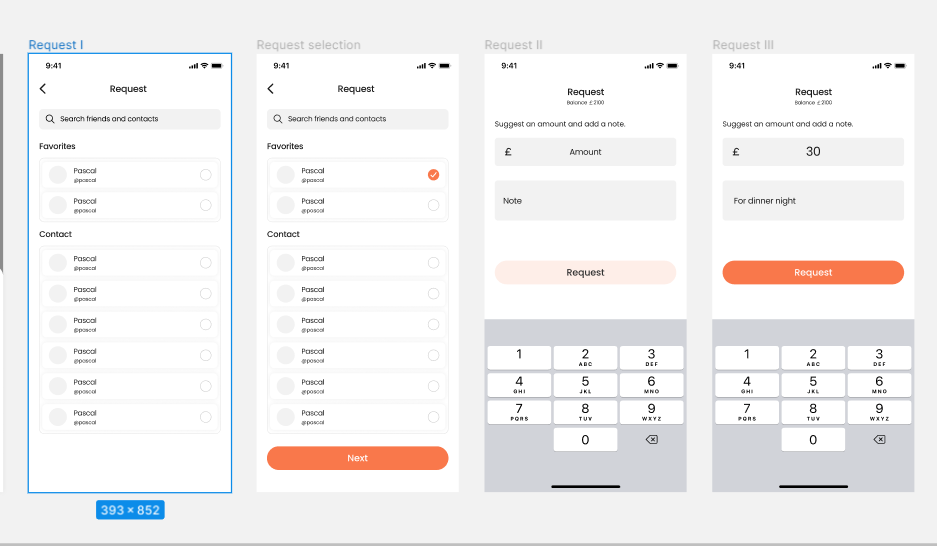 Request I
9:41
Request
Search friends and contacts
Favorites
Pascal
@pascal
Pascal
@pascal
Contact
Pascal
@pascal
Pascal
@pascal
Pascal
@pascal
Pascal
@pascal
Pascal
@pascal
Pascal
@pascal
393 × 852
Request selection
9:41
Request
Search friends and contacts
Favorites
Pascal
@pascal
Pascal
@pascal
Contact
Pascal
@pascal
Pascal
@pascal
Pascal
@pascal
Pascal
@pascal
Pascal
@pascal
Pascal
@pascal
Next
Request II
9:41
Request
Balance £2100
Suggest an amount and add a note.
£ Amount
Note
Request
1 2 3
ABC DEF
4 5 6
GHI JKL MNO
7 8 9
PQRS TUV WXYZ
0
Request III
9:41
Request
Balance £2100
Suggest an amount and add a note.
£ 30
For dinner night
Request
1 2 3
ABC DEF
4 5 6
GHI JKL MNO
7 8 9
PQRS TUV WXYZ
0